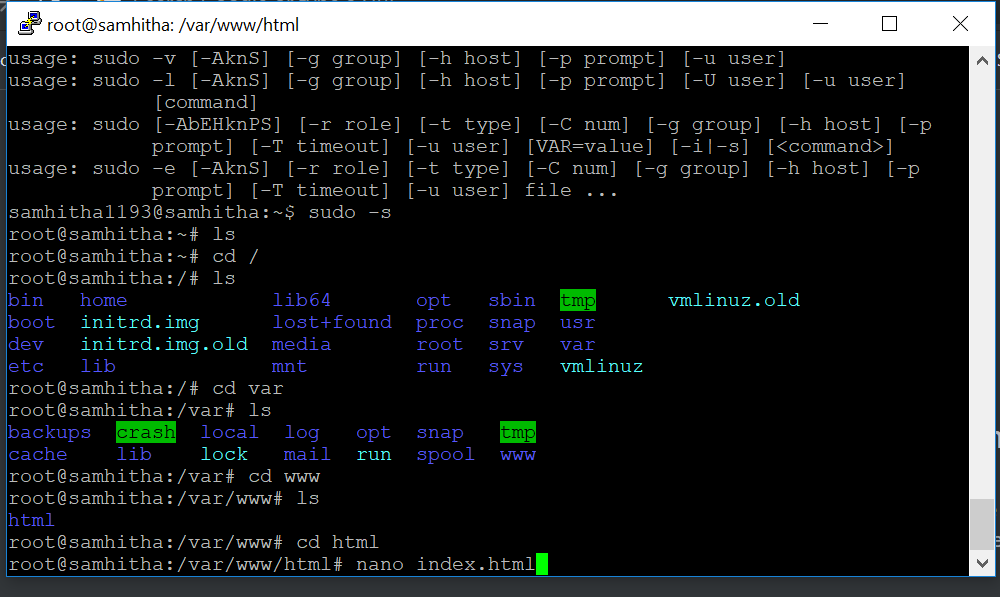 root@samhitha: /var/www/html
usage: sudo -v [-AknS] [-g group] [-h host] [-p prompt] [-u user]
usage: sudo -l [-AknS] [-g group] [-h host] [-p prompt] [-U user] [-u user]
[command]
usage: sudo [-AbEHknPS] [-r role] [-t type] [-C num] [-g group] [-h host] [-p
prompt] [-T timeout] [-u user] [VAR=value] [-i|-s] [<command>]
usage: sudo -e [-AknS] [-r role] [-t type] [-C num] [-g group] [-h host] [-p
prompt] [-T timeout] [-u user] file ...
samhitha1193@samhitha:~$ sudo -s
root@samhitha:~# ls
root@samhitha:~# cd /
root@samhitha:/# ls
bin home lib64 opt sbin tmp vmlinuz.old
boot initrd.img lost+found proc snap usr
dev initrd.img.old media root srv var
etc lib mnt run sys vmlinuz
root@samhitha:/# cd var
root@samhitha:/var# ls
backups crash local log opt snap tmp
cache lib lock mail run spool www
root@samhitha:/var# cd www
root@samhitha:/var/www# ls
html
root@samhitha:/var/www# cd html
root@samhitha:/var/www/html# nano index.html